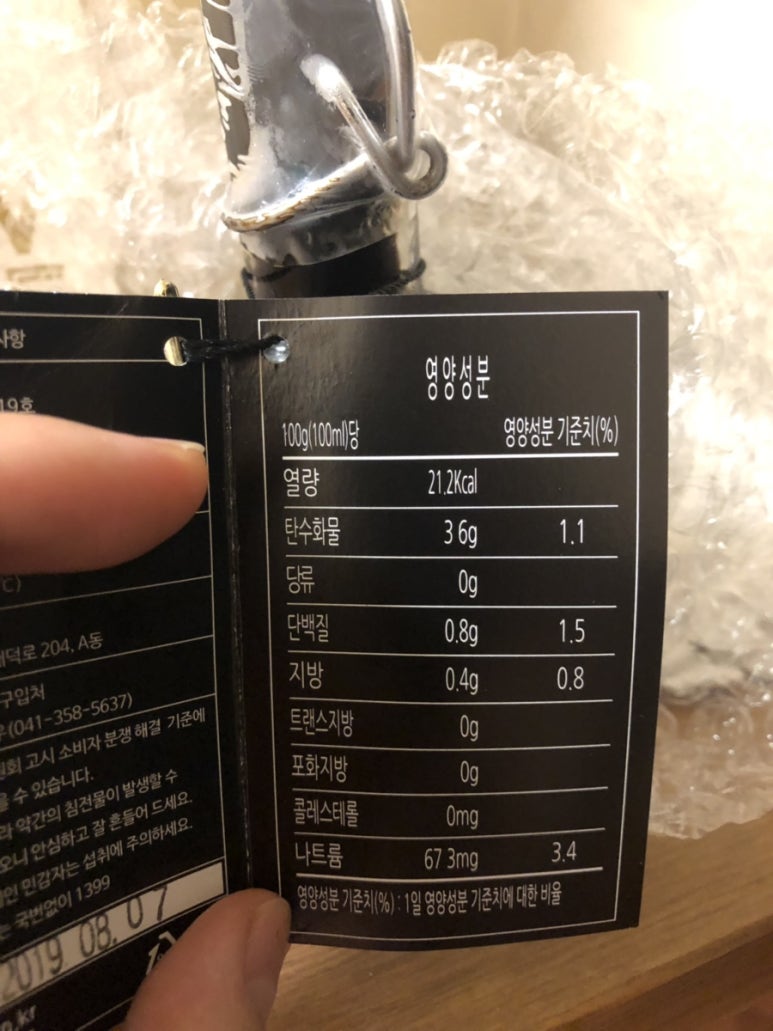 사항
19호
℃)
덕로 204, A동
구입처
(041-358-5637)
고시 소비자 분쟁 해결 기준에
수 있습니다.
약간의 침전물이 발생할 수
오니 안심하고 잘 흔들어 드세요.
민감자는 섭취에 주의하세요.
는 국번없이 1399
2019 08. 07
.kr
영양성분
100g(100ml)당 영양성분 기준치(%)
열량 21.2Kcal
탄수화물 3 6g 1.1
당류 0g
단백질 0.8g 1.5
지방 0.4g 0.8
트랜스지방 0g
포화지방 0g
콜레스테롤 0mg
나트륨 67 3mg 3.4
영양성분 기준치(%) : 1일 영양성분 기준치에 대한 비율